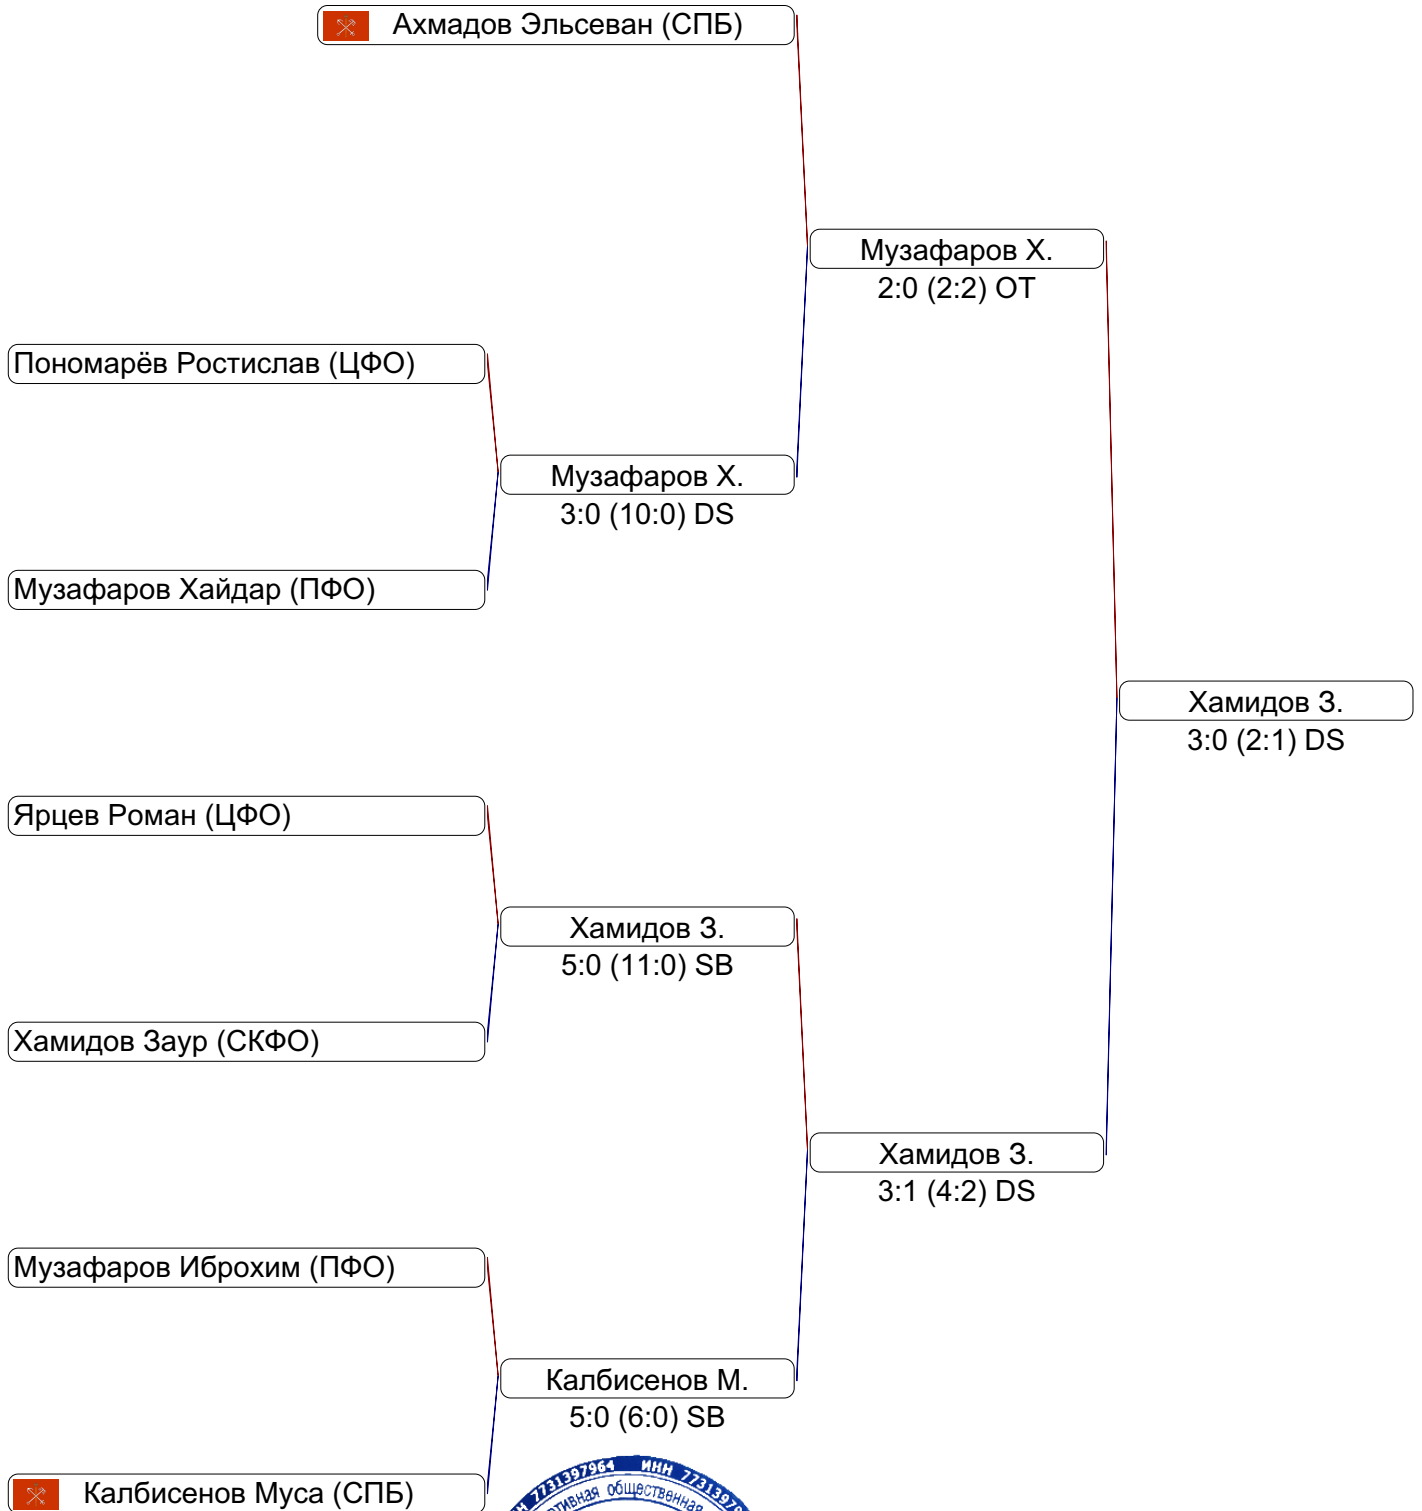 Ахмадов Эльсеван (СПБ)
Музафаров Х.
2:0 (2:2) OT
Пономарёв Ростислав (ЦФО)
Музафаров Х.
3:0 (10:0) DS
Музафаров Хайдар (ПФО)
Хамидов З.
3:0 (2:1) DS
Ярцев Роман (ЦФО)
Хамидов З.
5:0 (11:0) SB
Хамидов Заур (СКФО)
Хамидов З.
3:1 (4:2) DS
Музафаров Иброхим (ПФО)
Калбисенов М.
5:0 (6:0) SB
7731397964 ИНН
общественная
Калбисенов Муса (СПБ)